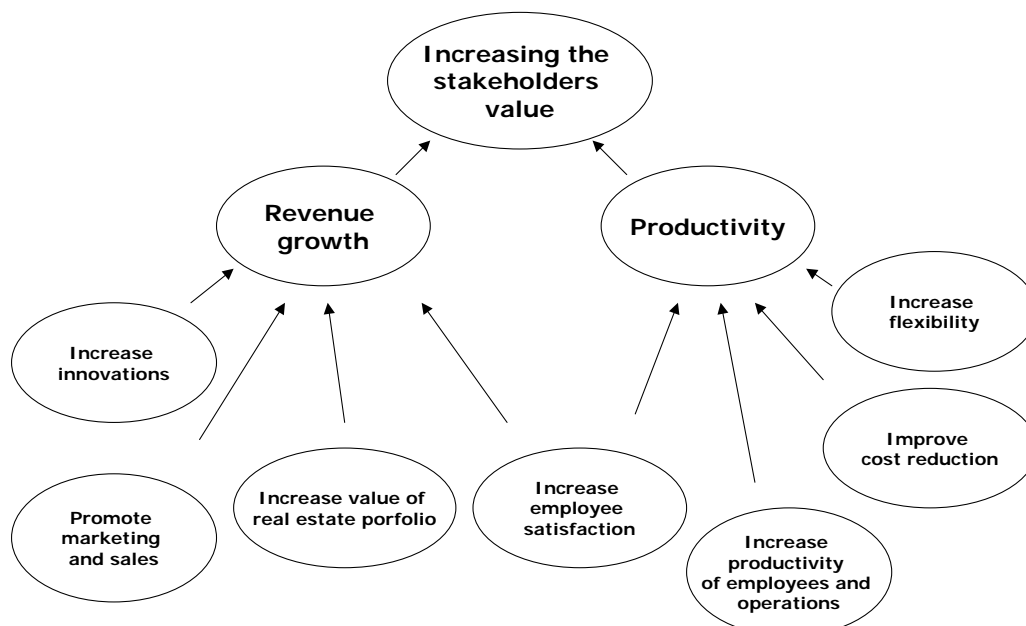 Increasing the
stakeholders
value
Revenue
growth
Productivity
Increase
flexibility
Increase
innovations
Improve
cost reduction
Promote
marketing
and sales
Increase value of
real estate porfolio
Increase
employee
satisfaction
Increase
productivity
of employees and
operations